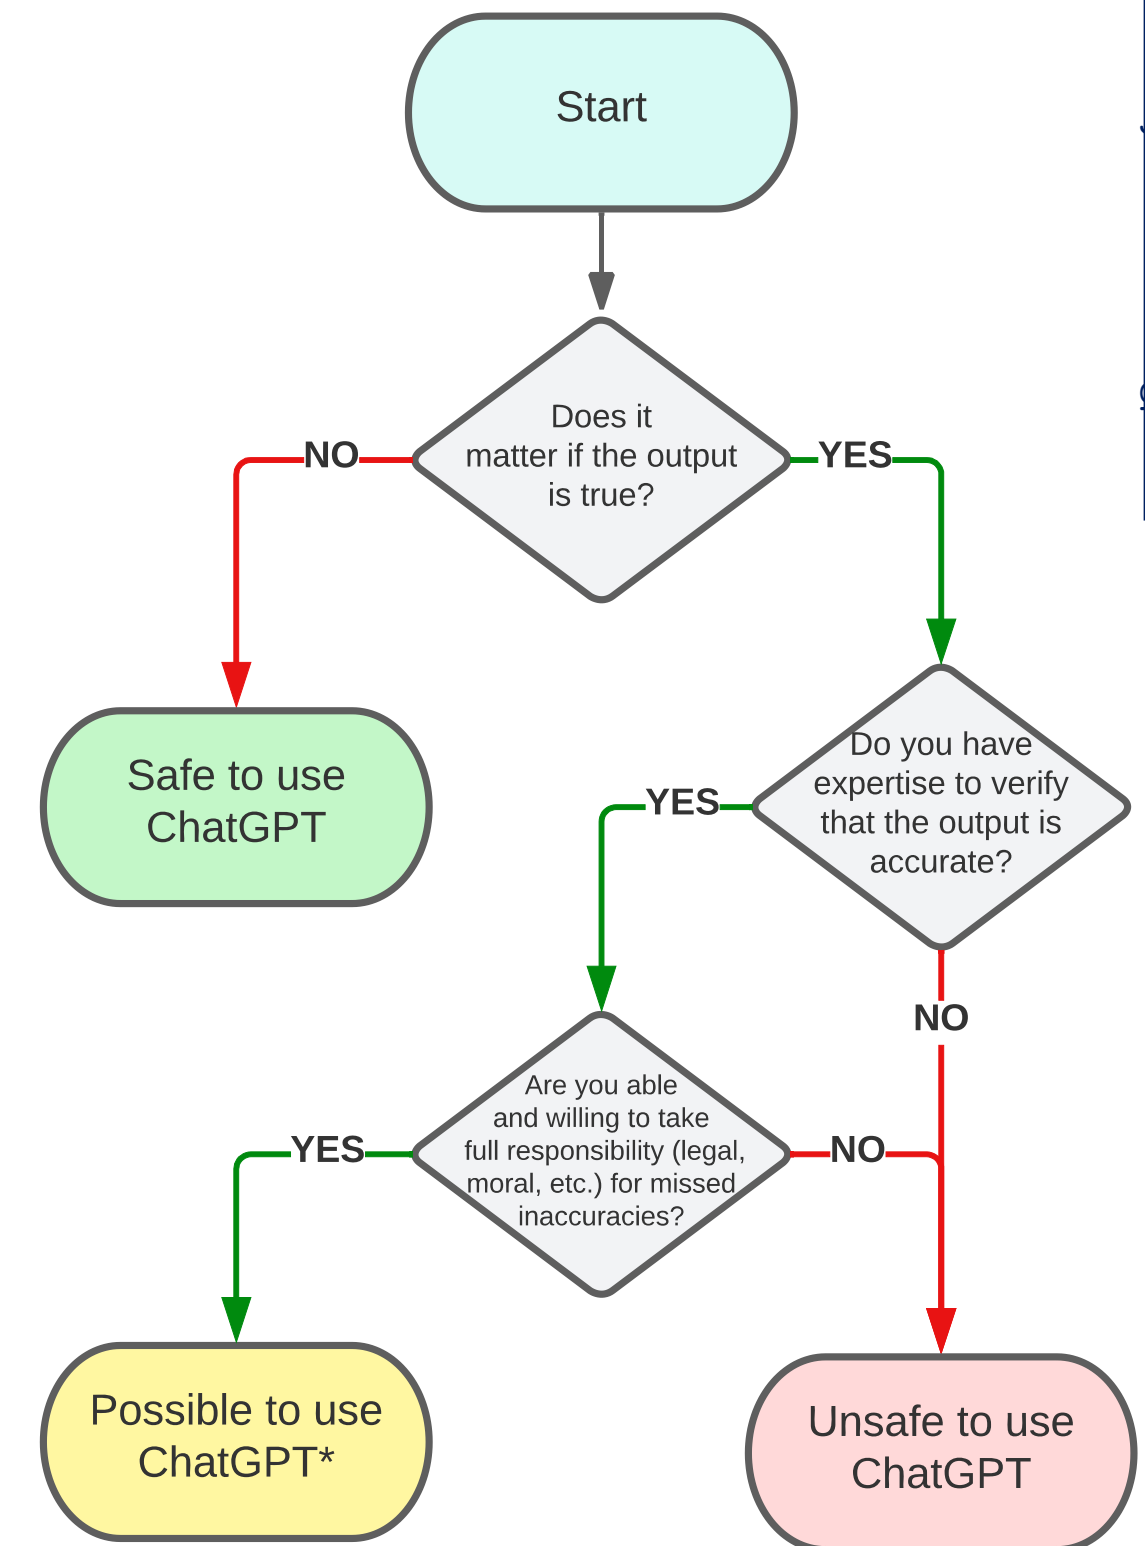 Start
Does it
matter if the output
is true?
NO
YES
Do you have
expertise to verify
that the output is
accurate?
YES
Safe to use
ChatGPT
NO
Are you able
and willing to take
full responsibility (legal,
moral, etc.) for missed
inaccuracies?
YES
NO
Possible to use
ChatGPT*
Unsafe to use
ChatGPT